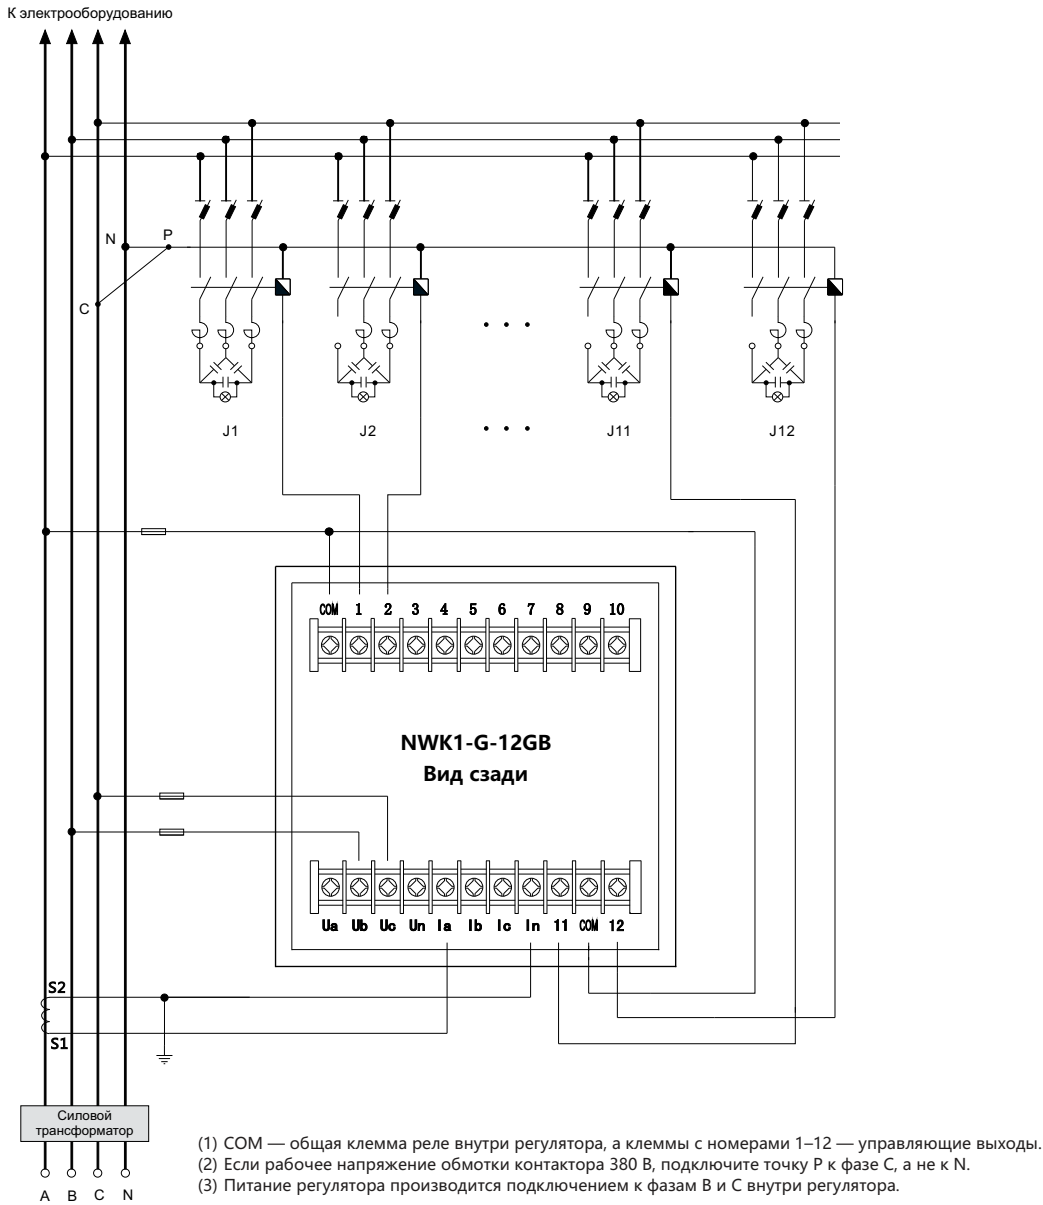 К электрооборудованию
N P
C
J1 J2 J11 J12
COM 1 2 3 4 5 6 7 8 9 10
NWK1-G-12GB
Вид сзади
Ua Ub Uc Un Ia Ib Ic In 11 COM 12
S2
S1
Силовой
трансформатор
A B C N
(1) COM — общая клемма реле внутри регулятора, а клеммы с номерами 1–12 — управляющие выходы.
(2) Если рабочее напряжение обмотки контактора 380 В, подключите точку P к фазе C, а не к N.
(3) Питание регулятора производится подключением к фазам B и C внутри регулятора.